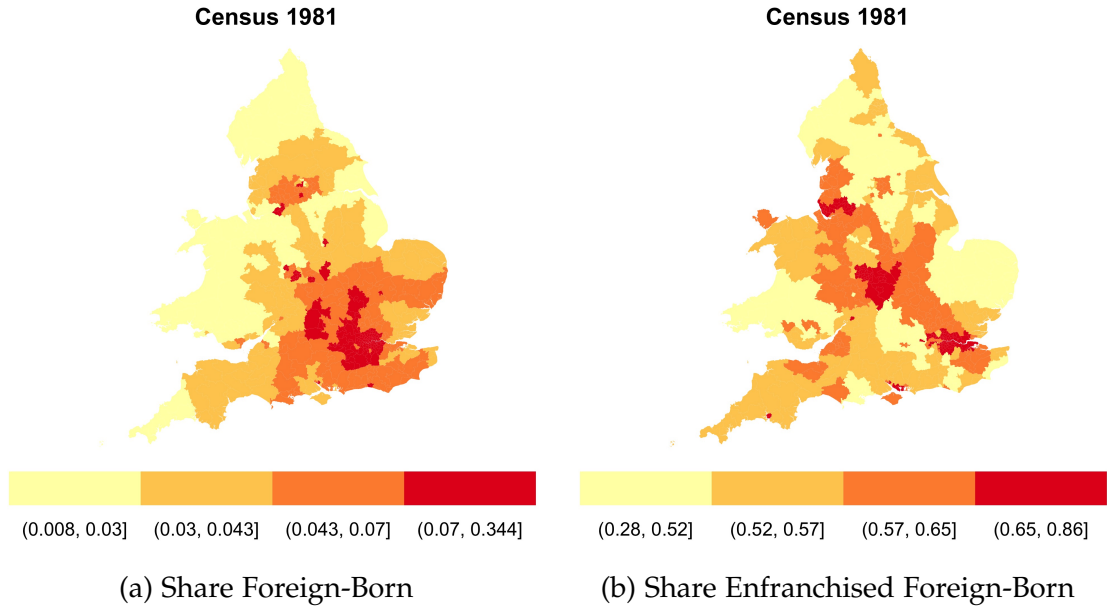 Census 1981
Census 1981
(0.008, 0.03] (0.03, 0.043] (0.043, 0.07] (0.07, 0.344]
(0.28, 0.52] (0.52, 0.57] (0.57, 0.65] (0.65, 0.86]
(a) Share Foreign-Born
(b) Share Enfranchised Foreign-Born